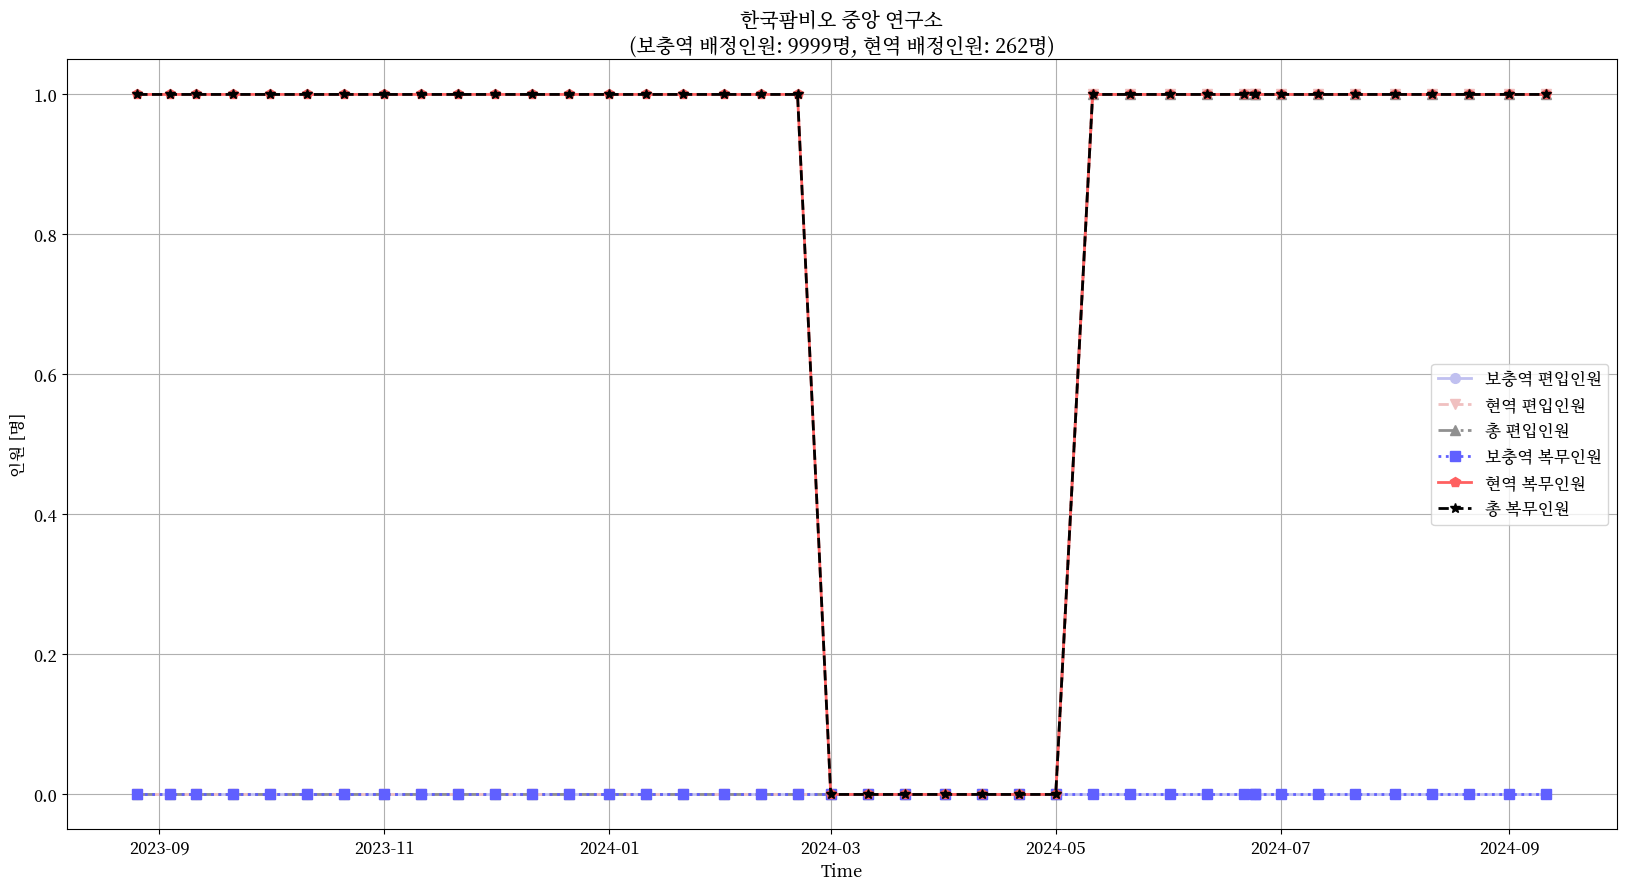 한국팜비오 중앙 연구소
(보충역 배정인원: 9999명, 현역 배정인원: 262명)
인원 [명]
1.0
0.8
0.6
0.4
0.2
0.0
보충역 편입인원
현역 편입인원
총 편입인원
보충역 복무인원
현역 복무인원
총 복무인원
2023-09
2023-11
2024-01
2024-03
2024-05
2024-07
2024-09
Time